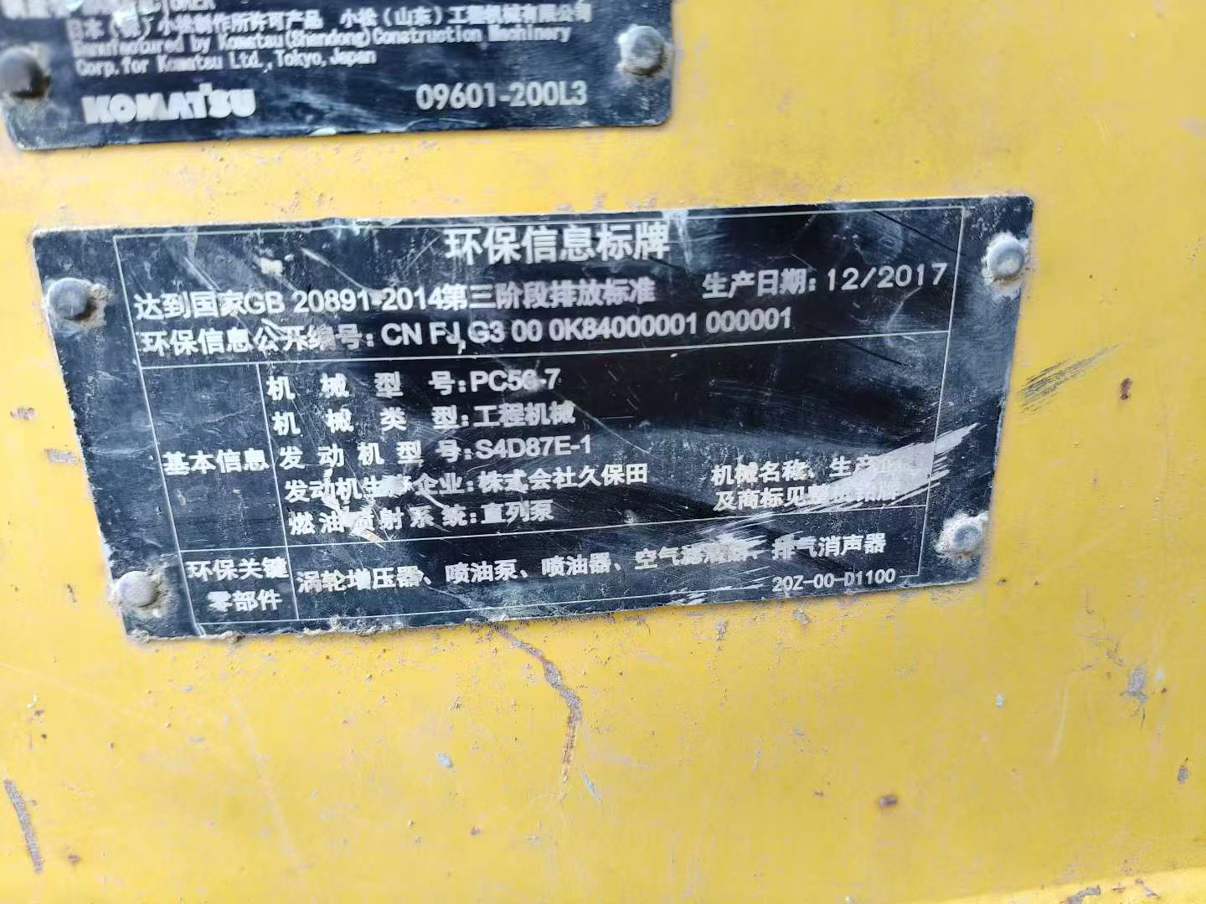 日本（株）小松制作所许可产品 小松（山东）工程机械有限公司
Manufactured by Komatsu(Shandong)Construction Machinery
Corp.for Komatsu Ltd.,Tokyo,Japan
KOMATSU 09601-200L3
环保信息标牌
达到国家GB 20891-2014第三阶段排放标准 生产日期: 12/2017
环保信息公开编号: CN FJ G3 00 0K84000001 000001
基本信息
机械型号:PC56-7
机械类型:工程机械
发动机型号:S4D87E-1
发动机生产企业:株式会社久保田
燃油喷射系统:直列泵
机械名称、生产
及商标见
环保关键
零部件
涡轮增压器、喷油泵、喷油器、空气滤清器、排气消声器
20Z-00-D1100